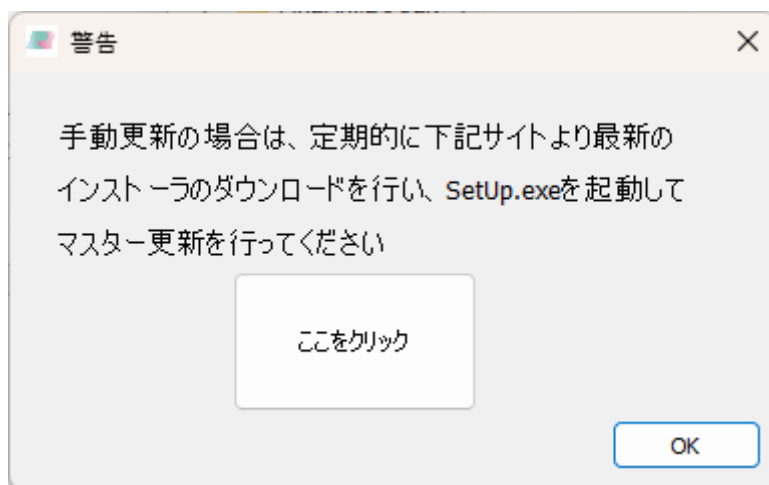 警告
手動更新の場合は、定期的に下記サイトより最新の
インストーラのダウンロードを行い、SetUp.exeを起動して
マスター更新を行ってください
ここをクリック
OK